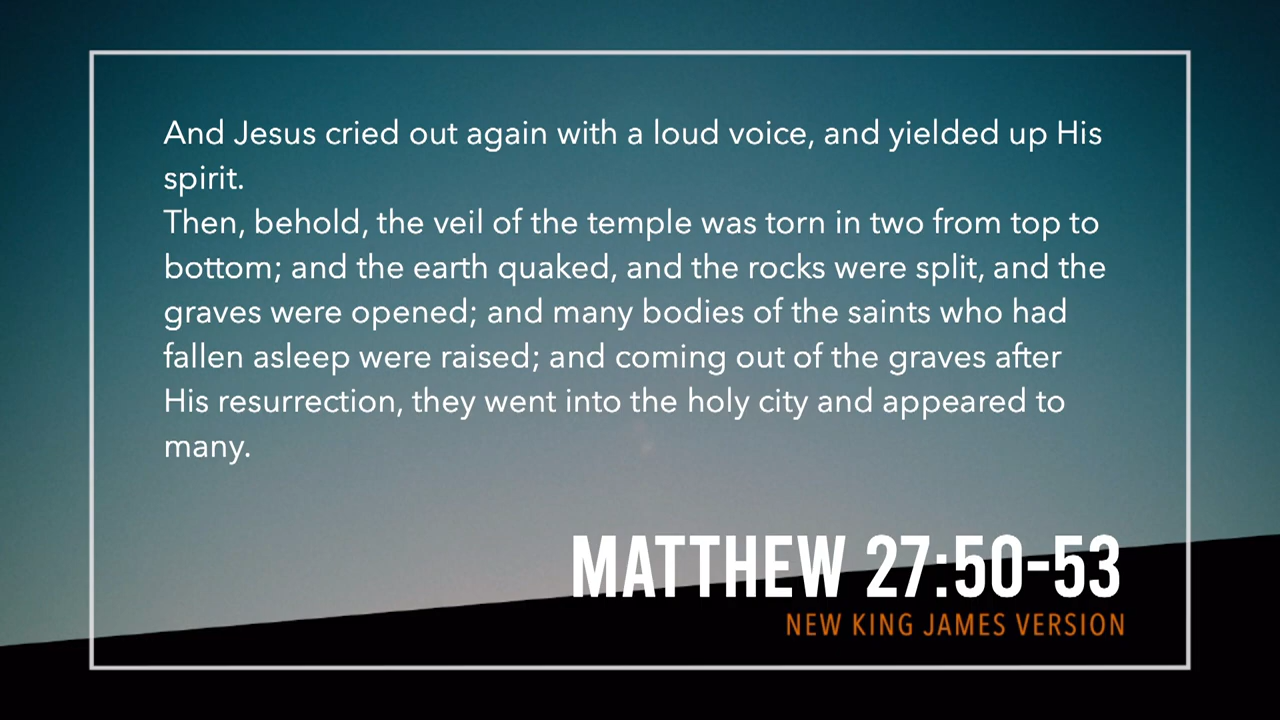 And Jesus cried out again with a loud voice, and yielded up His
spirit.
Then, behold, the veil of the temple was torn in two from top to
bottom; and the earth quaked, and the rocks were split, and the
graves were opened; and many bodies of the saints who had
fallen asleep were raised; and coming out of the graves after
His resurrection, they went into the holy city and appeared to
many.
MATTHEW 27:50-53
NEW KING JAMES VERSION